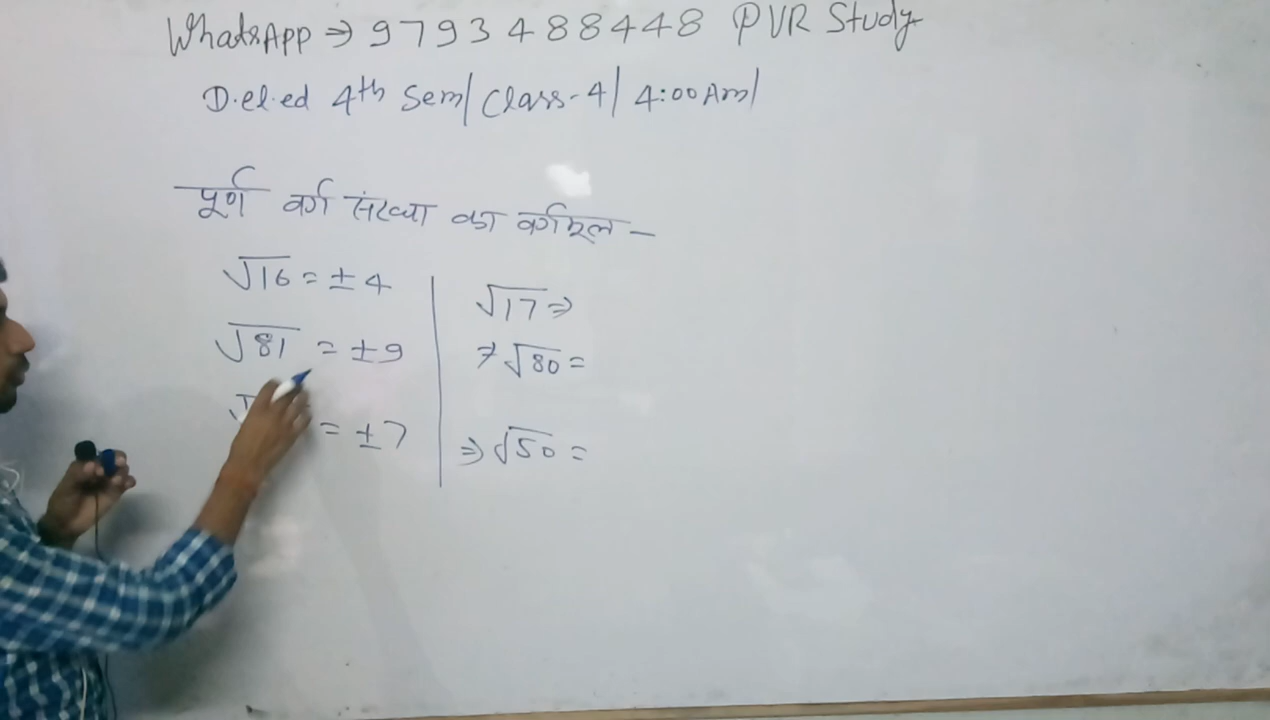 WhatsApp ⇒ 9793488448 PVR Study
D.el.ed 4th Sem/ Class-4/ 4:00 Am/
पूर्ण वर्ग संख्या का वर्गमूल –
√16 = ±4
√81 = ±9
√ = ±7
√17 ⇒
⇒ √80 =
⇒ √50 =